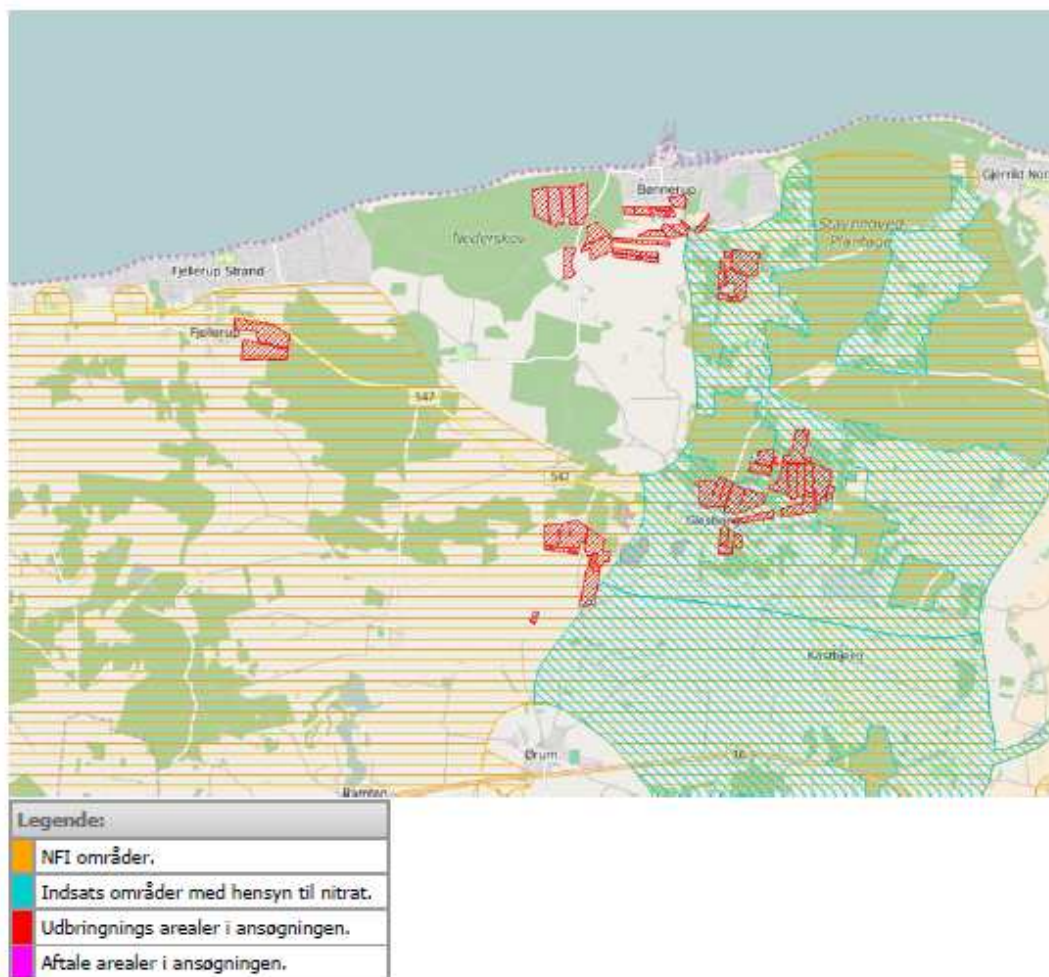 Bønnerup
Gjerrild Nor
Nederskov
Stavnshoved
Plantage
Fjellerup Strand
Fjellerup
547
547
Glesborg
Kastbjerg
Ørum
16
Ramten
Legende:
NFI områder.
Indsats områder med hensyn til nitrat.
Udbringnings arealer i ansøgningen.
Aftale arealer i ansøgningen.